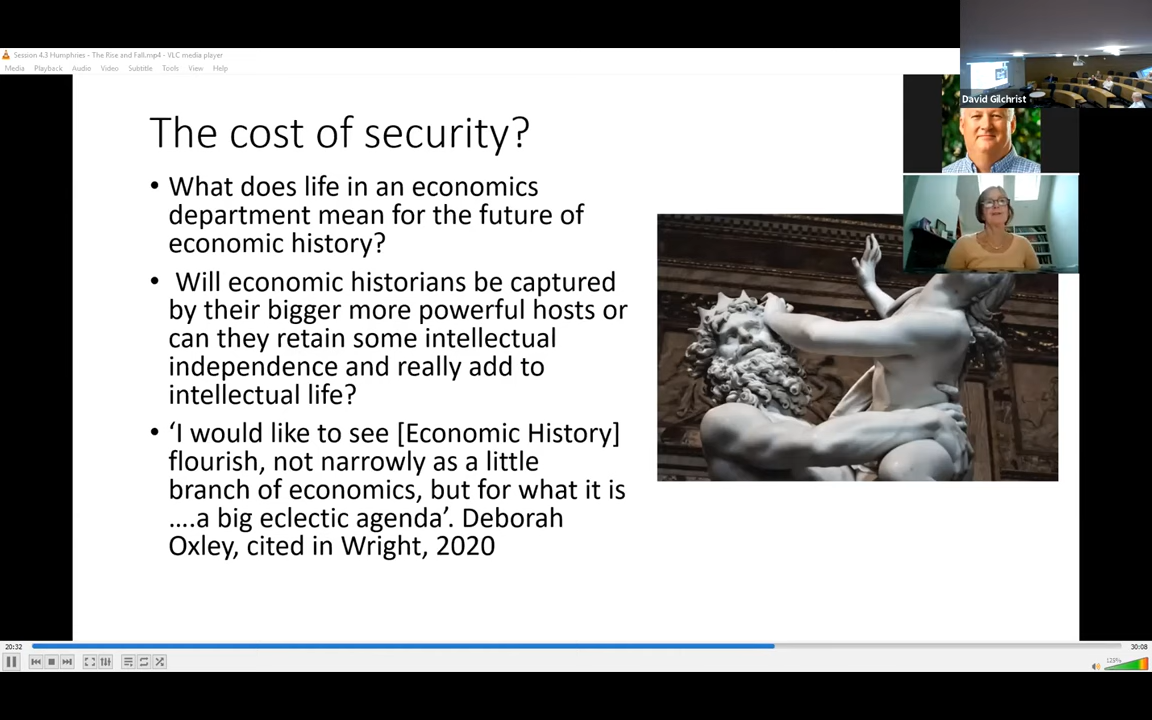 Session 4.3 Humphries - The Rise and Fall.mp4 - VLC media player
Media Playback Audio Video Subtitle Tools View Help
David Gilchrist
The cost of security?
• What does life in an economics
department mean for the future of
economic history?
• Will economic historians be captured
by their bigger more powerful hosts or
can they retain some intellectual
independence and really add to
intellectual life?
• ‘I would like to see [Economic History]
flourish, not narrowly as a little
branch of economics, but for what it is
….a big eclectic agenda’. Deborah
Oxley, cited in Wright, 2020
20:32
30:08
125%